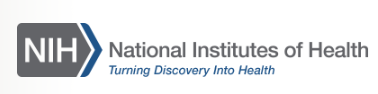 NIH National Institutes of Health
Turning Discovery Into Health